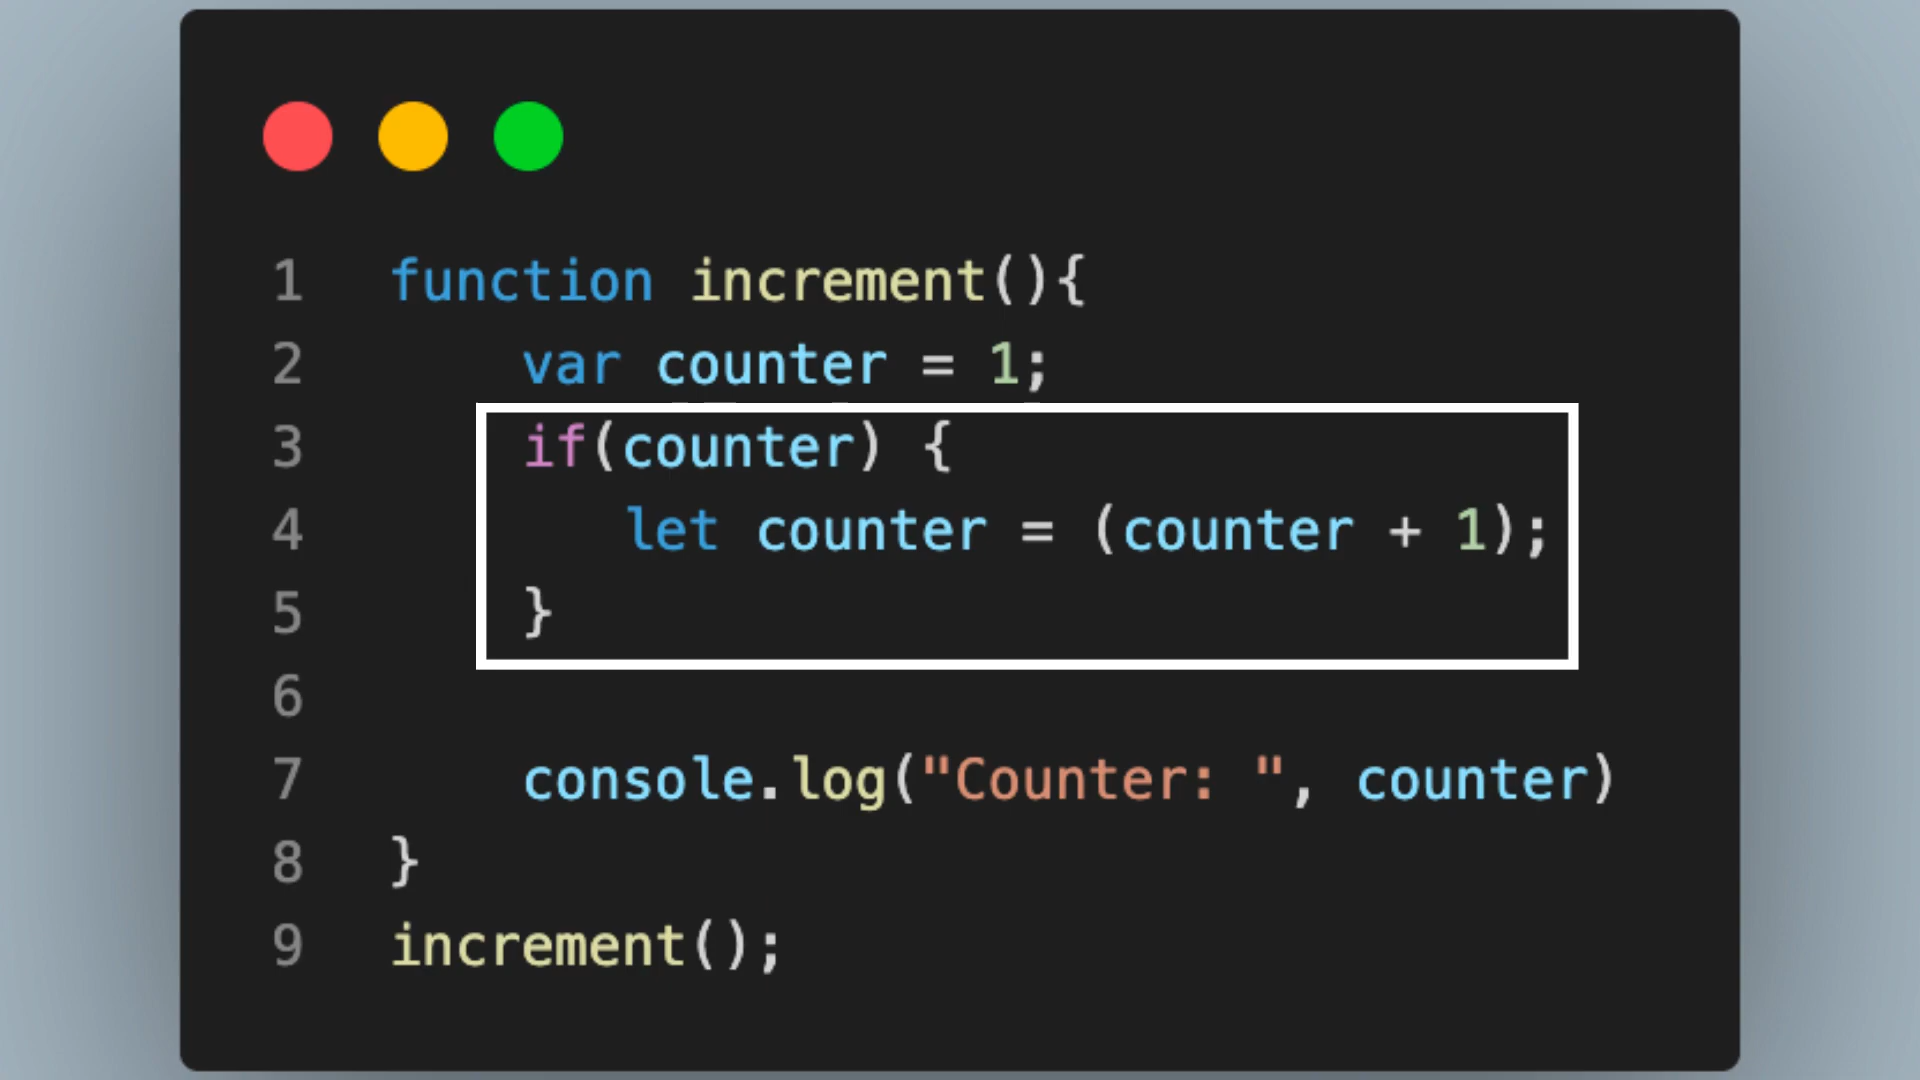 1 function increment(){
2 var counter = 1;
3 if(counter) {
4 let counter = (counter + 1);
5 }
6
7 console.log("Counter: ", counter)
8 }
9 increment();